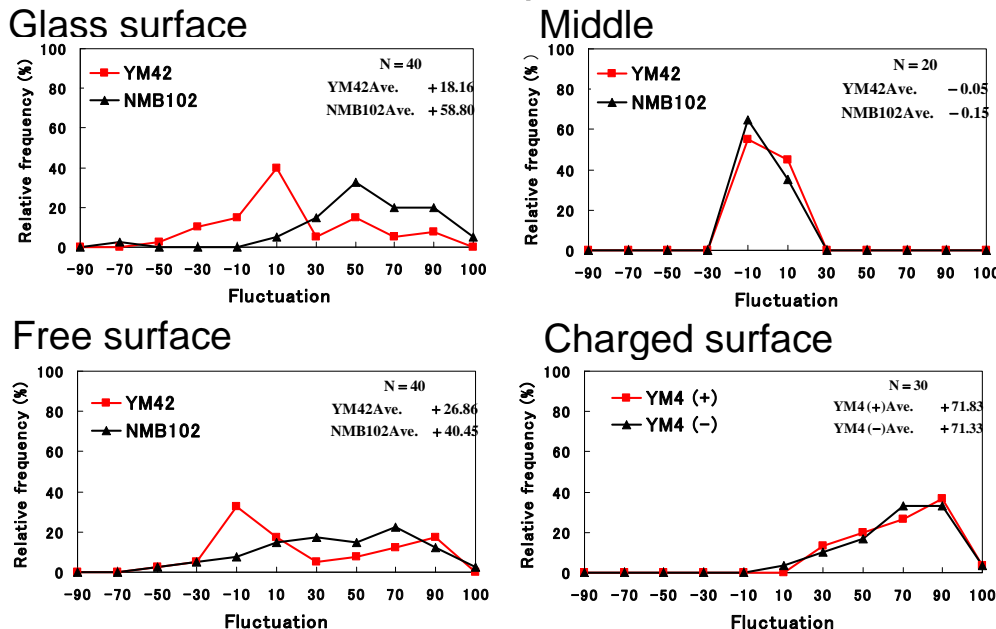 Glass surface
Relative frequency (%)
100
80
60
40
20
0
YM42
NMB102
N = 40
YM42Ave. +18.16
NMB102Ave. +58.80
-90 -70 -50 -30 -10 10 30 50 70 90 100
Fluctuation
Middle
Relative frequency (%)
100
80
60
40
20
0
YM42
NMB102
N = 20
YM42Ave. -0.05
NMB102Ave. -0.15
-90 -70 -50 -30 -10 10 30 50 70 90 100
Fluctuation
Free surface
Relative frequency (%)
100
80
60
40
20
0
YM42
NMB102
N = 40
YM42Ave. +26.86
NMB102Ave. +40.45
-90 -70 -50 -30 -10 10 30 50 70 90 100
Fluctuation
Charged surface
Relative frequency (%)
100
80
60
40
20
0
YM4 (+)
YM4 (-)
N = 30
YM4 (+)Ave. +71.83
YM4 (-)Ave. +71.33
-90 -70 -50 -30 -10 10 30 50 70 90 100
Fluctuation